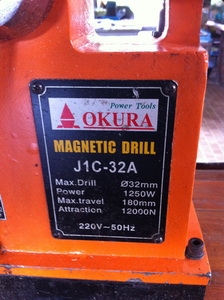 Power Tools
OKURA
MAGNETIC DRILL
J1C-32A
Max.Drill Ø32mm
Power 1250W
Max.travel 180mm
Attraction 12000N
220V~50Hz